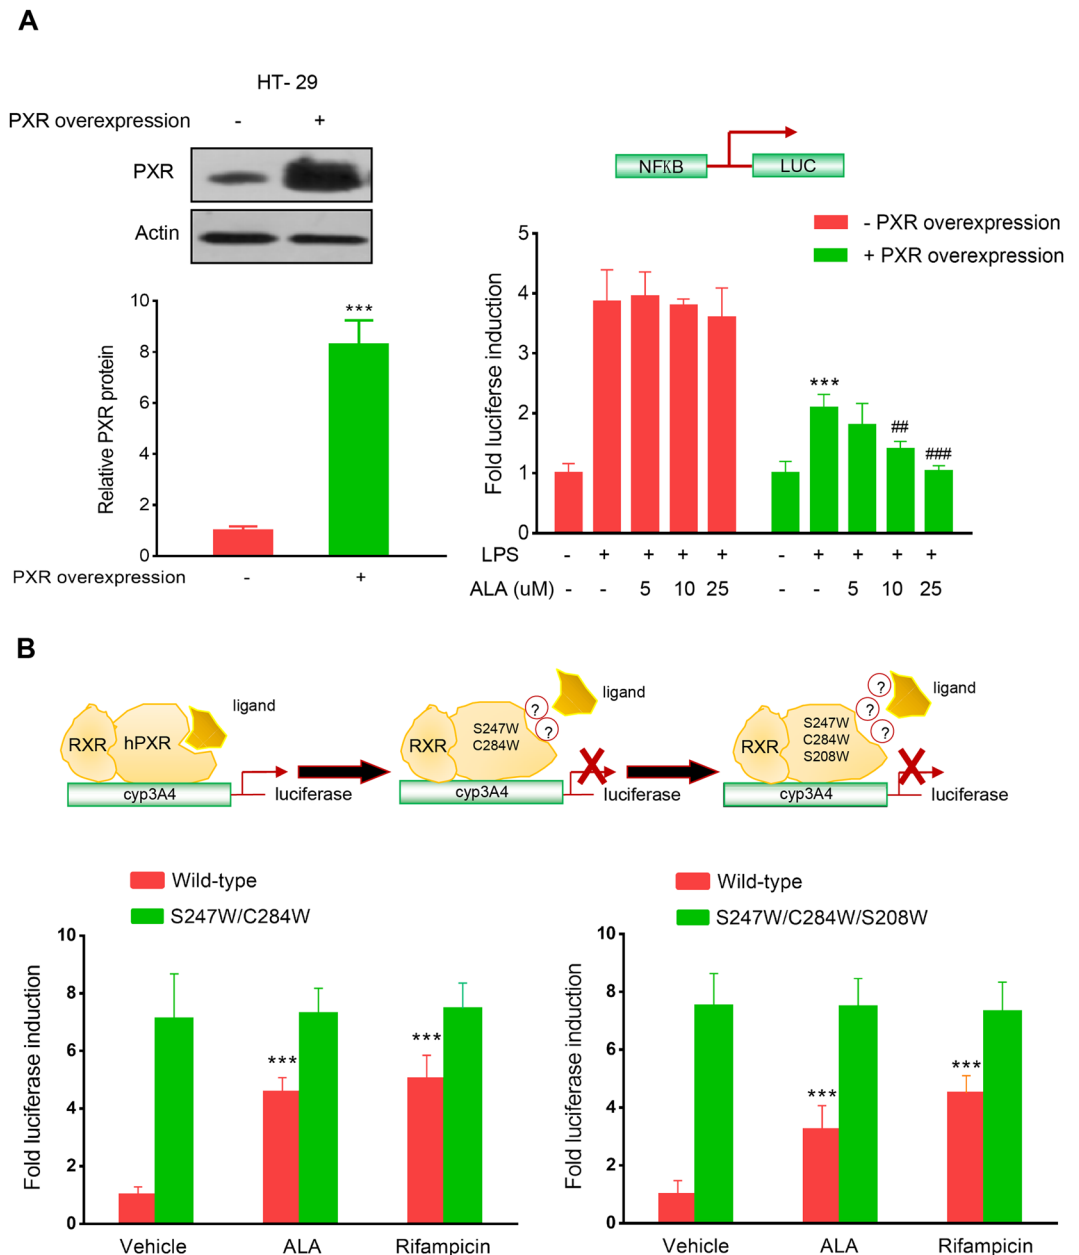 A
HT- 29
PXR overexpression - +
PXR
Actin
10
8
6
4
2
0
Relative PXR protein
***
PXR overexpression - +
NFKB LUC
- PXR overexpression
+ PXR overexpression
5
4
3
2
1
0
Fold luciferse induction
*** ## ###
LPS - + + + + - + + + +
ALA (uM) - - 5 10 25 - - 5 10 25
B
RXR hPXR ligand
cyp3A4 luciferase
RXR S247W C284W ? ? ligand
cyp3A4 luciferase
RXR S247W C284W S208W ? ? ? ligand
cyp3A4 luciferase
Wild-type
S247W/C284W
10
8
6
4
2
0
Fold luciferase induction
*** ***
Vehicle ALA Rifampicin
Wild-type
S247W/C284W/S208W
10
8
6
4
2
0
Fold luciferase induction
*** ***
Vehicle ALA Rifampicin